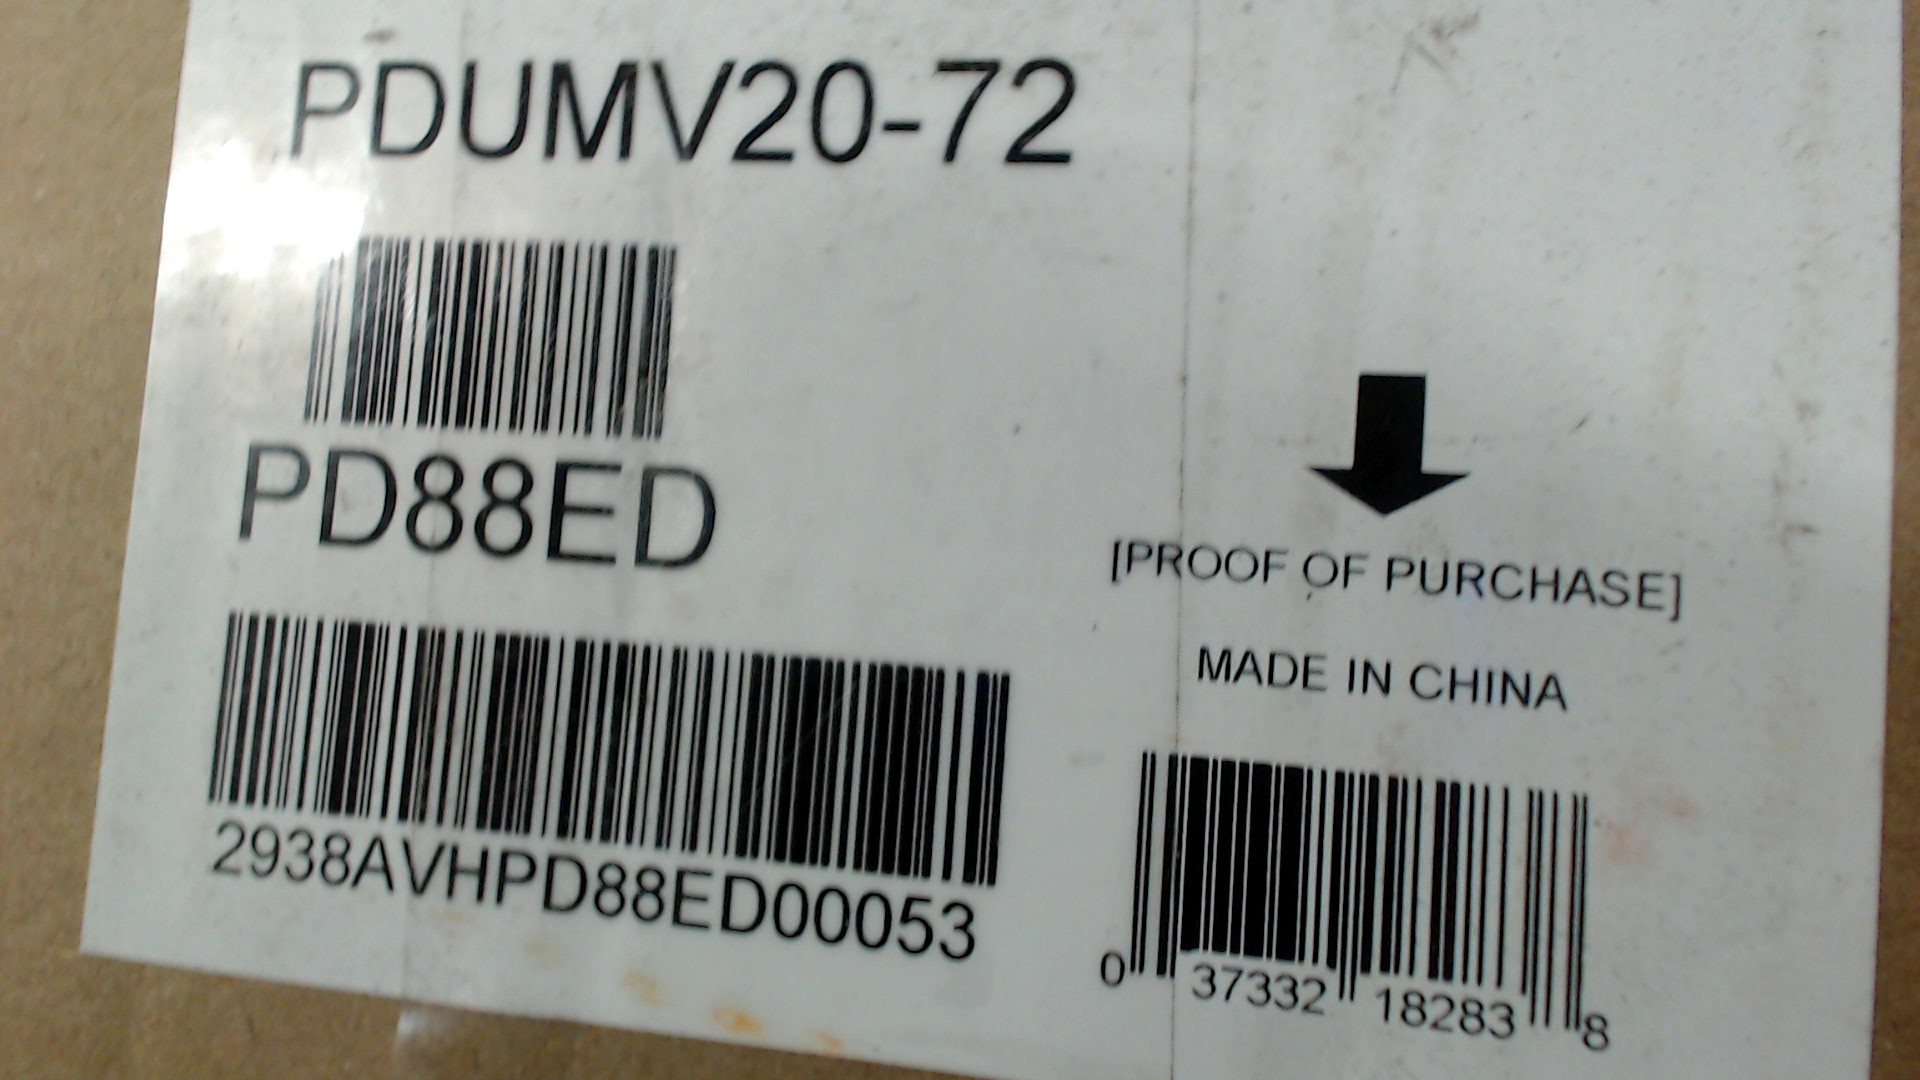 PDUMV20-72
PD88ED
2938AVHPD88ED00053
[PROOF OF PURCHASE]
MADE IN CHINA
0 37332 18283 8